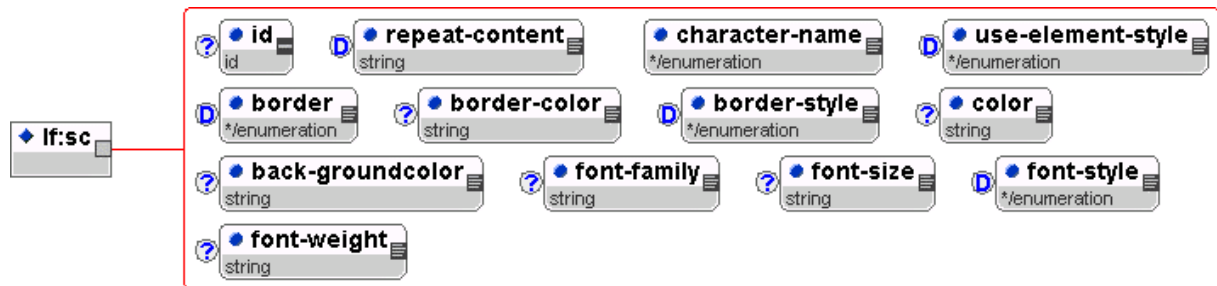 ? id D repeat-content character-name D use-element-style
id string */enumeration */enumeration
D border ? border-color D border-style ? color
*/enumeration string */enumeration string
lf:sc
? back-groundcolor ? font-family ? font-size D font-style
string string string */enumeration
? font-weight
string